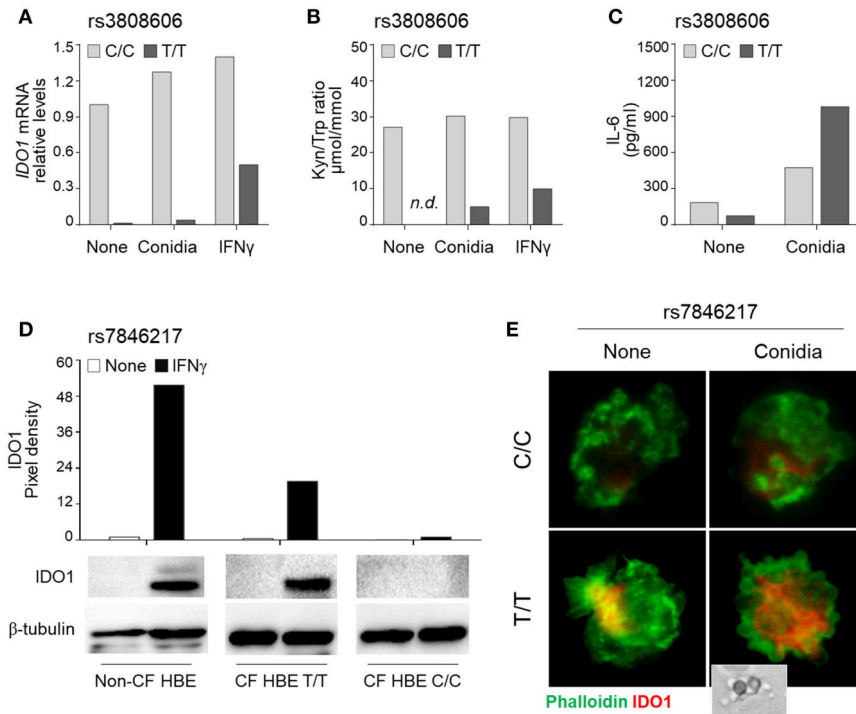 A
rs3808606
C/C T/T
IDO1 mRNA
relative levels
1.5
1.2
0.9
0.6
0.3
0
None Conidia IFNγ
B
rs3808606
C/C T/T
Kyn/Trp ratio
μmol/mmol
50
40
30
20
10
0
n.d.
None Conidia IFNγ
C
rs3808606
C/C T/T
IL-6
(pg/ml)
1500
1200
900
600
300
0
None Conidia
D
rs7846217
None IFNγ
IDO1
Pixel density
60
48
36
24
12
0
IDO1
β-tubulin
Non-CF HBE CF HBE T/T CF HBE C/C
E
rs7846217
None Conidia
C/C
T/T
Phalloidin IDO1